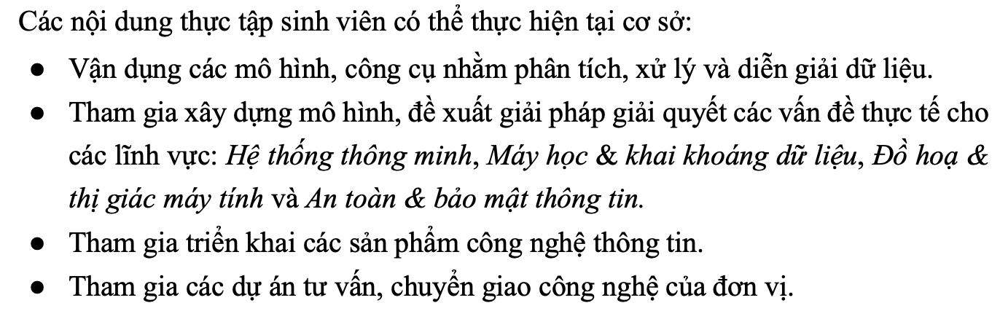 Các nội dung thực tập sinh viên có thể thực hiện tại cơ sở:
● Vận dụng các mô hình, công cụ nhằm phân tích, xử lý và diễn giải dữ liệu.
● Tham gia xây dựng mô hình, đề xuất giải pháp giải quyết các vấn đề thực tế cho
các lĩnh vực: Hệ thống thông minh, Máy học & khai khoáng dữ liệu, Đồ hoạ &
thị giác máy tính và An toàn & bảo mật thông tin.
● Tham gia triển khai các sản phẩm công nghệ thông tin.
● Tham gia các dự án tư vấn, chuyển giao công nghệ của đơn vị.